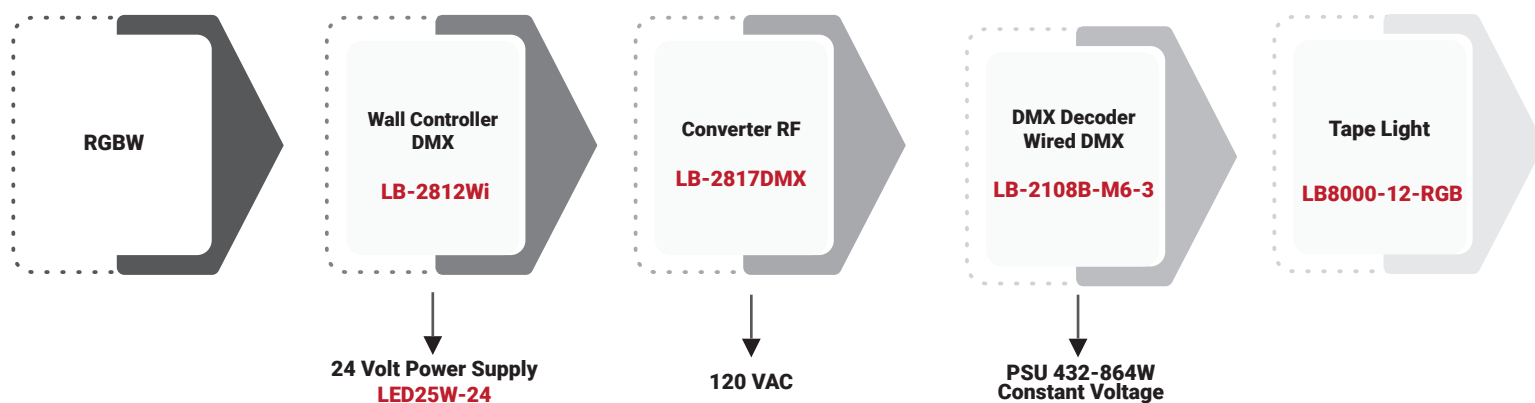 RGBW
Wall Controller
DMX
LB-2812Wi
Converter RF
LB-2817DMX
DMX Decoder
Wired DMX
LB-2108B-M6-3
Tape Light
LB8000-12-RGB
24 Volt Power Supply
LED25W-24
120 VAC
PSU 432-864W
Constant Voltage